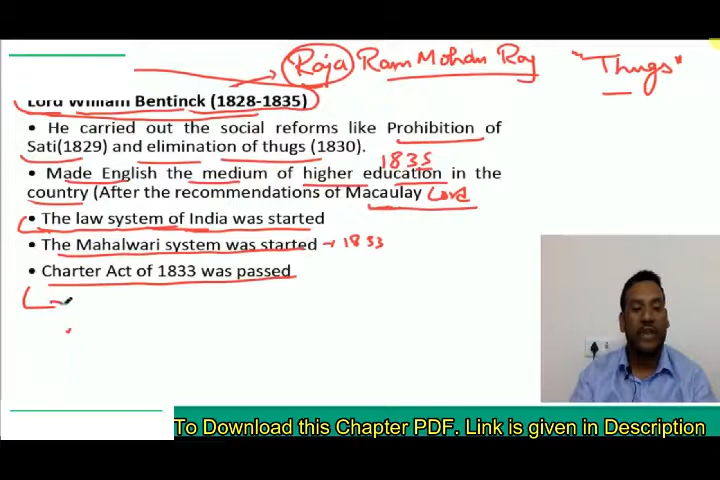 Raja Ram Mohan Roy "Thugs"
Lord William Bentinck (1828-1835)
• He carried out the social reforms like Prohibition of
Sati(1829) and elimination of thugs (1830).
1835
• Made English the medium of higher education in the
country (After the recommendations of Macaulay Lord
• The law system of India was started
• The Mahalwari system was started → 1833
• Charter Act of 1833 was passed
To Download this Chapter PDF. Link is given in Description